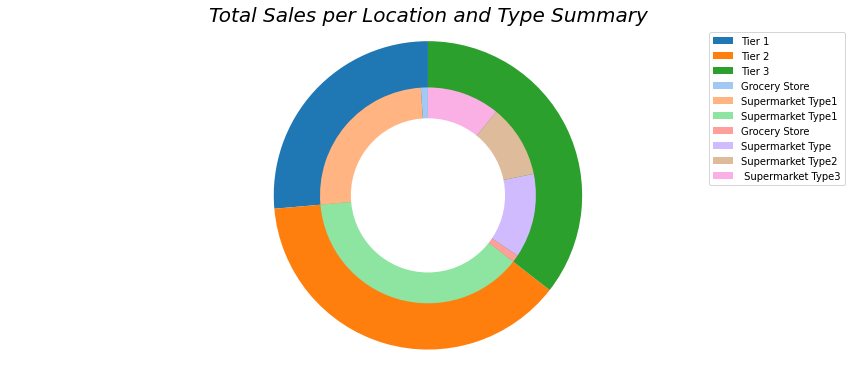 Total Sales per Location and Type Summary
Tier 1
Tier 2
Tier 3
Grocery Store
Supermarket Type1
Supermarket Type1
Grocery Store
Supermarket Type
Supermarket Type2
Supermarket Type3